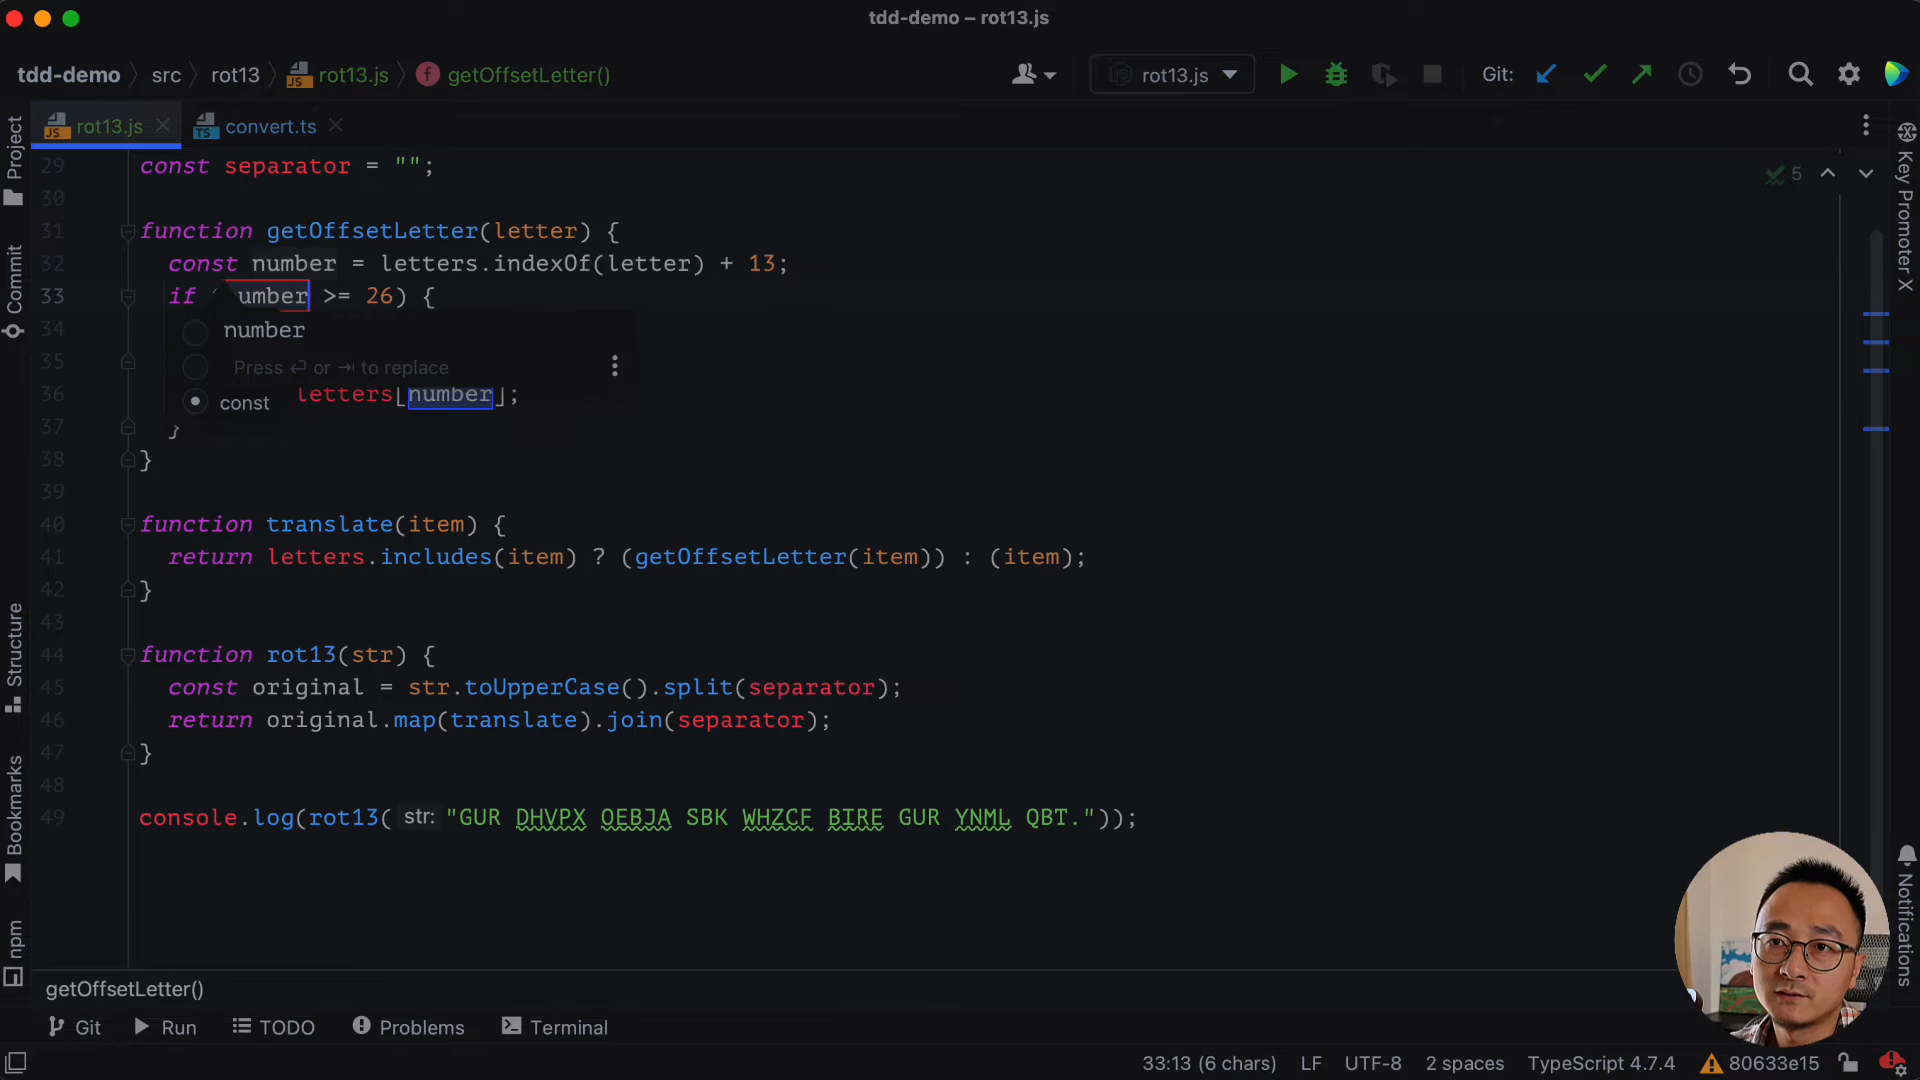 tdd-demo – rot13.js
tdd-demo src rot13 rot13.js getOffsetLetter()
rot13.js
Git:
rot13.js
convert.ts
Project
Commit
Structure
Bookmarks
npm
Key Promoter X
Notifications
5
29 const separator = "";
30
31 function getOffsetLetter(letter) {
32 const number = letters.indexOf(letter) + 13;
33 if umber >= 26) {
34 number
35 Press ⏎ or ⇥ to replace
36 letters[number];
const
37 }
38 }
39
40 function translate(item) {
41 return letters.includes(item) ? (getOffsetLetter(item)) : (item);
42 }
43
44 function rot13(str) {
45 const original = str.toUpperCase().split(separator);
46 return original.map(translate).join(separator);
47 }
48
49 console.log(rot13( str: "GUR DHVPX OEBJA SBK WHZCF BIRE GUR YNML QBT."));
getOffsetLetter()
Git Run TODO Problems Terminal
33:13 (6 chars) LF UTF-8 2 spaces TypeScript 4.7.4 80633e15